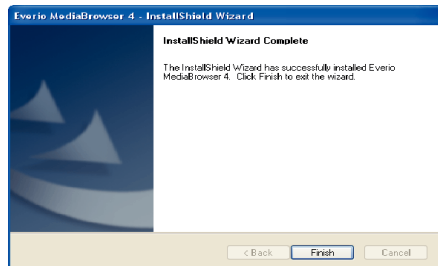 Everio MediaBrowser 4 - InstallShield Wizard
InstallShield Wizard Complete
The InstallShield Wizard has successfully installed Everio
MediaBrowser 4. Click Finish to exit the wizard.
< Back
Finish
Cancel